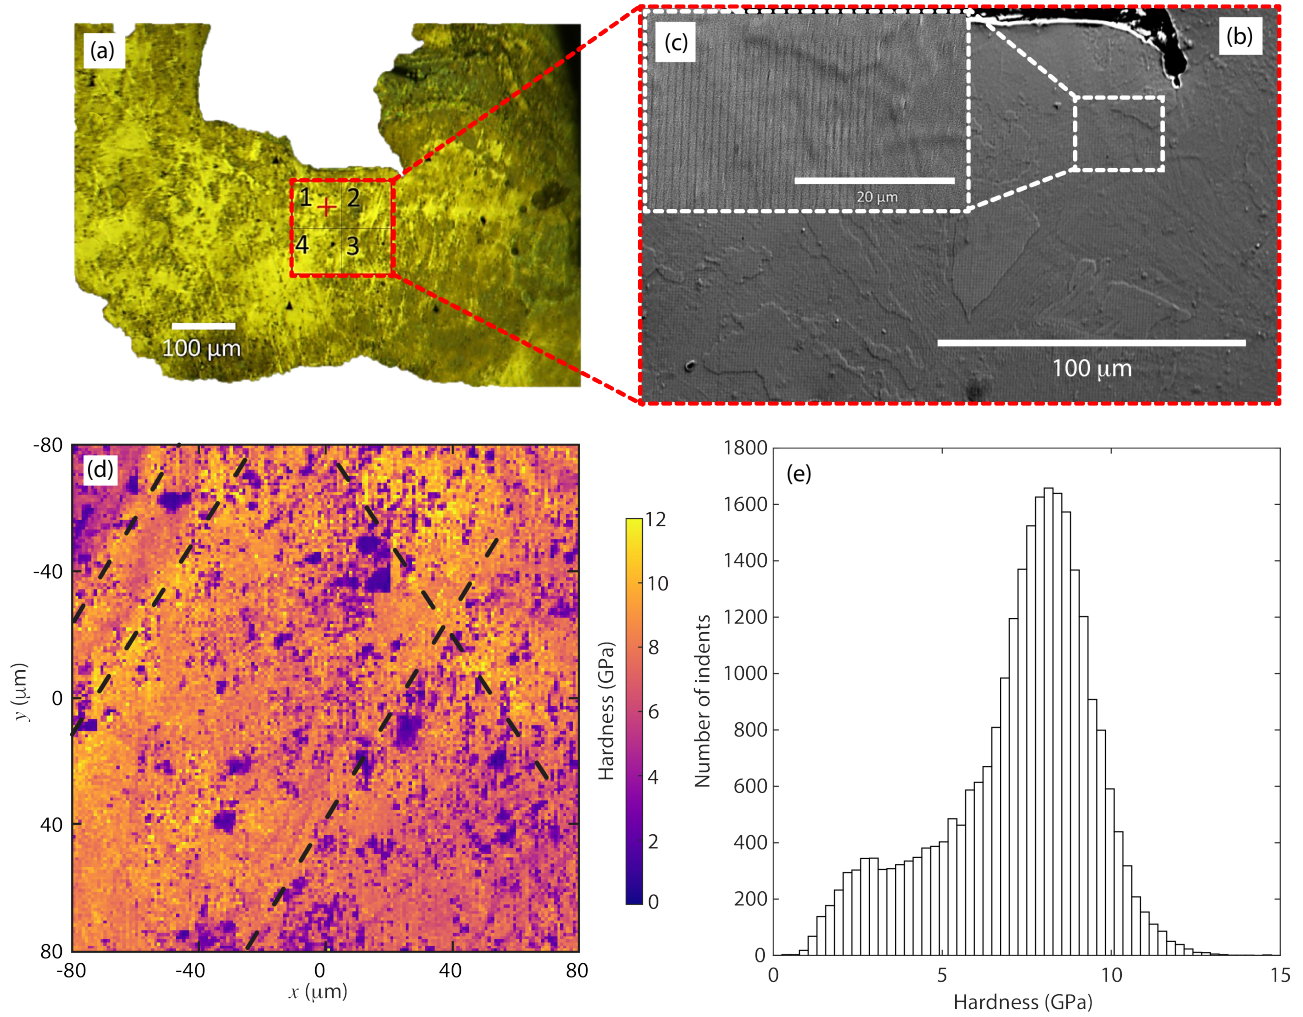 (a)
1 2
4 3
100 μm
(c)
(b)
20 μm
100 μm
(d)
-80
-40
0
40
80
y (μm)
-80 -40 0 40 80
x (μm)
12
10
8
6
4
2
0
Hardness (GPa)
(e)
1800
1600
1400
1200
1000
800
600
400
200
0
Number of indents
0 5 10 15
Hardness (GPa)